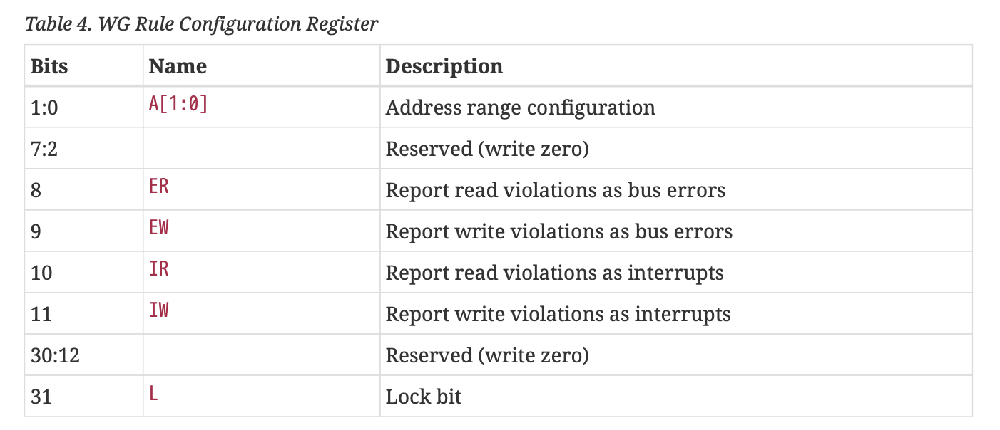 Table 4. WG Rule Configuration Register
Bits Name Description
1:0 A[1:0] Address range configuration
7:2 Reserved (write zero)
8 ER Report read violations as bus errors
9 EW Report write violations as bus errors
10 IR Report read violations as interrupts
11 IW Report write violations as interrupts
30:12 Reserved (write zero)
31 L Lock bit